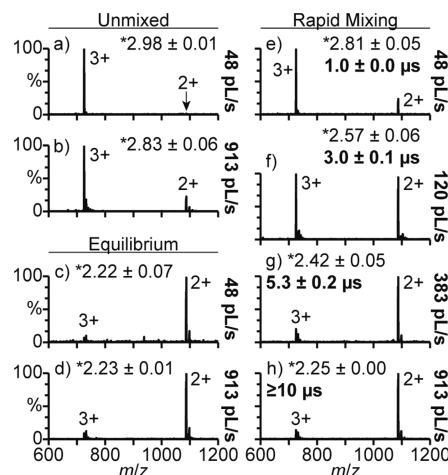 Unmixed
Rapid Mixing
a)
*2.98 ± 0.01
3+
2+
100
%
0
48 pL/s
b)
*2.83 ± 0.06
3+
2+
100
%
0
913 pL/s
Equilibrium
c) *2.22 ± 0.07
3+
2+
100
%
0
48 pL/s
d) *2.23 ± 0.01
3+
2+
100
%
0
913 pL/s
600 800 1000 1200
m/z
e)
*2.81 ± 0.05
1.0 ± 0.0 µs
3+
2+
48 pL/s
*2.57 ± 0.06
3.0 ± 0.1 µs
f)
3+
2+
120 pL/s
g) *2.42 ± 0.05
5.3 ± 0.2 µs
3+
2+
383 pL/s
h) *2.25 ± 0.00
≥10 µs
3+
2+
913 pL/s
600 800 1000 1200
m/z